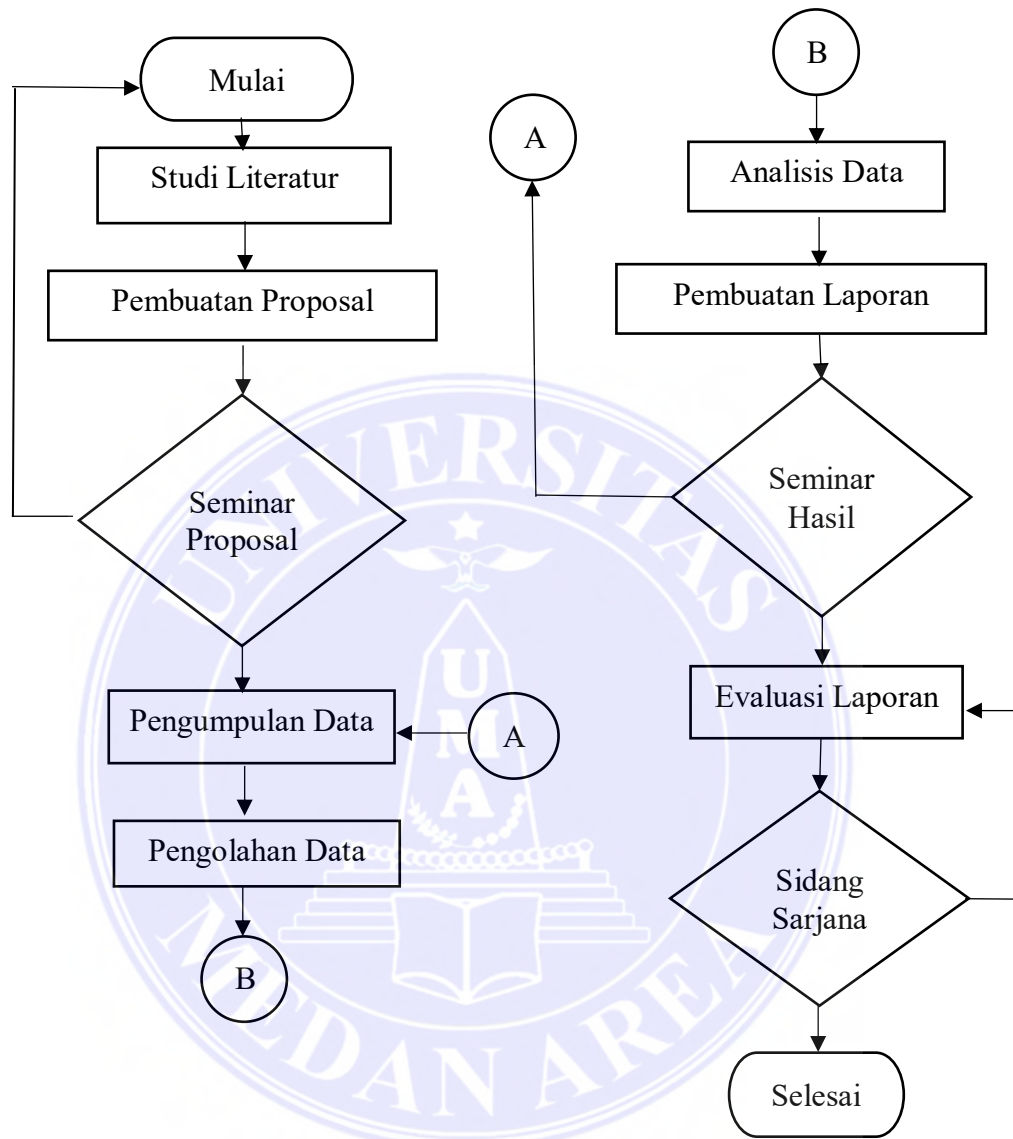 Mulai
Studi Literatur
Pembuatan Proposal
Seminar
Proposal
Pengumpulan Data
A
Pengolahan Data
B
B
A
Analisis Data
Pembuatan Laporan
Seminar
Hasil
Evaluasi Laporan
Sidang
Sarjana
Selesai
UNIVERSITAS
MEDAN AREA
UMA